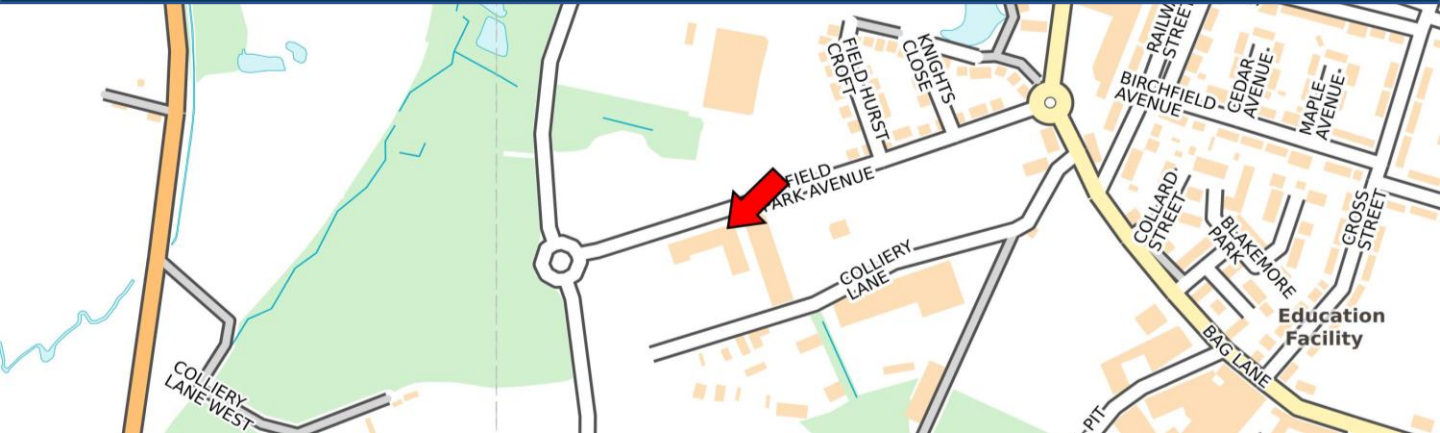 FIELD HURST
CROFT
KNIGHTS
CLOSE
RAILWA
STREET
BIRCHFIELD
AVENUE
CEDAR
AVENUE
MAPLE
AVENUE
FIELD
PARK AVENUE
COLLARD
STREET
BLAKEMORE
PARK
CROSS
STREET
COLLIERY
LANE
Education
Facility
BAG LANE
COLLIERY
LANE WEST
-PIT